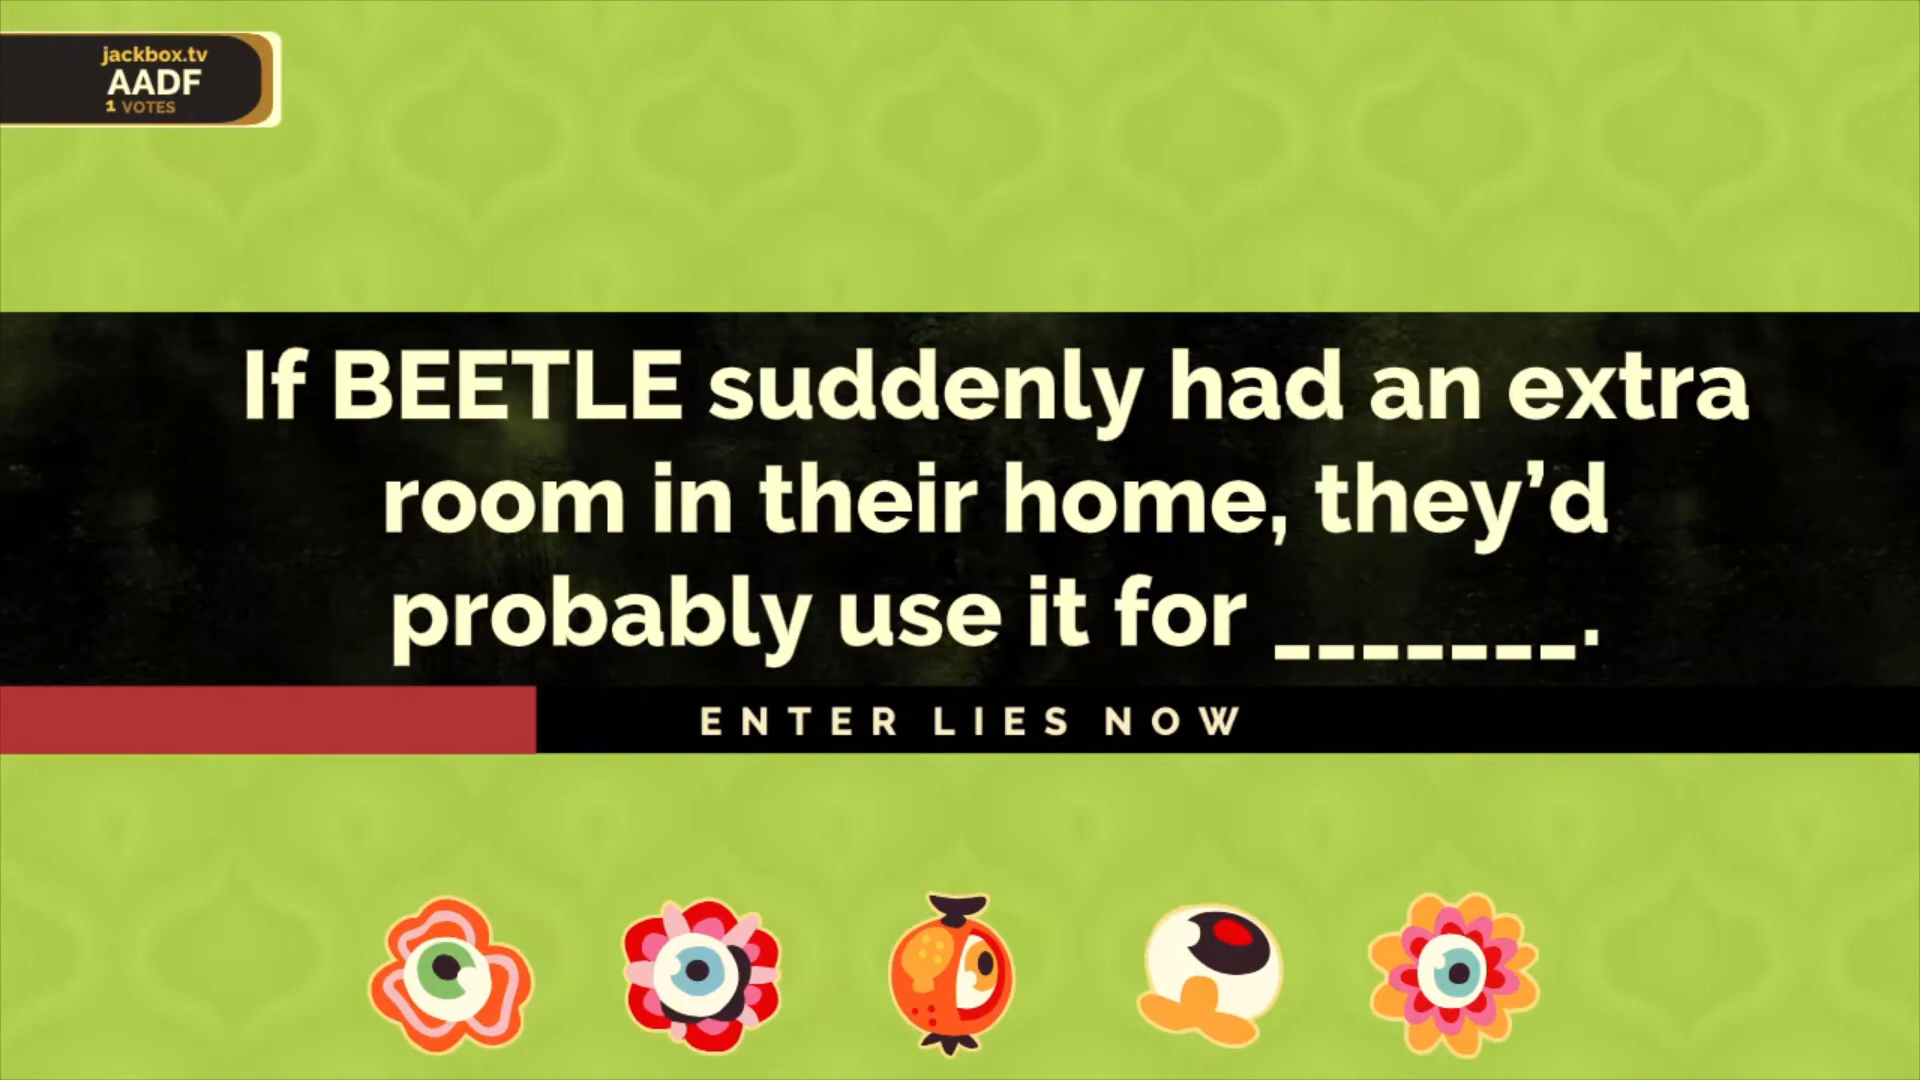 jackbox.tv
AADF
1 VOTES
If BEETLE suddenly had an extra
room in their home, they’d
probably use it for _______.
ENTER LIES NOW